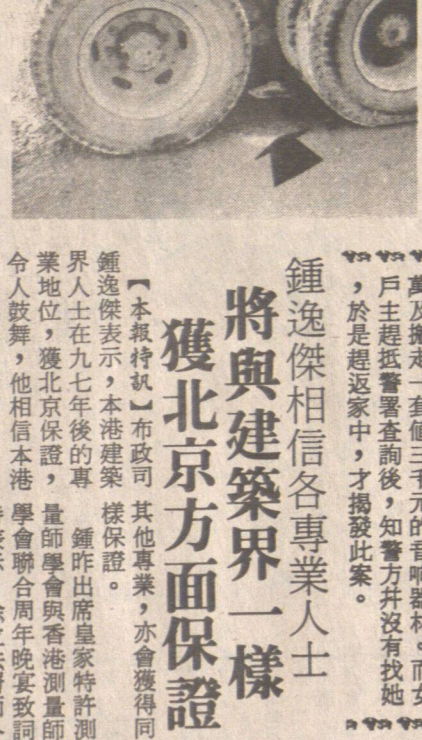 萬及搬走一套值三千元的音响器材。而女
戶主趕抵警署查詢後，知警方幷沒有找她
，於是趕返家中，才揭發此案。
鍾逸傑相信各專業人士
將與建築界一樣
獲北京方面保證
【本報特訊】布政司
鍾逸傑表示，本港建築
界人士在九七年後的專
業地位，獲北京保證，
令人鼓舞，他相信本港
其他專業，亦會獲得同
樣保證。
鍾昨出席皇家特許測
量師學會與香港測量師
學會聯合周年晚宴致詞